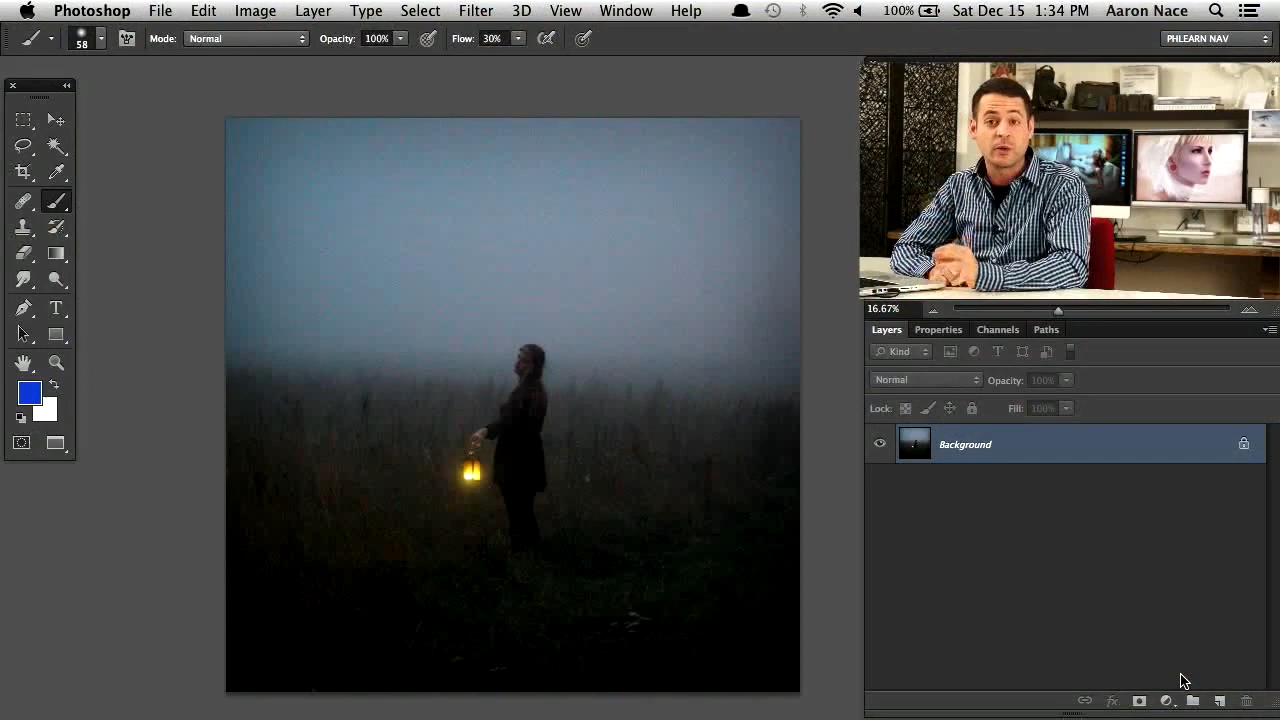 Photoshop File Edit Image Layer Type Select Filter 3D View Window Help 100% Sat Dec 15 1:34 PM Aaron Nace
58 Mode: Normal Opacity: 100% Flow: 30% PHLEARN NAV
16.67%
Layers Properties Channels Paths
Kind
Normal Opacity: 100%
Lock: Fill: 100%
Background